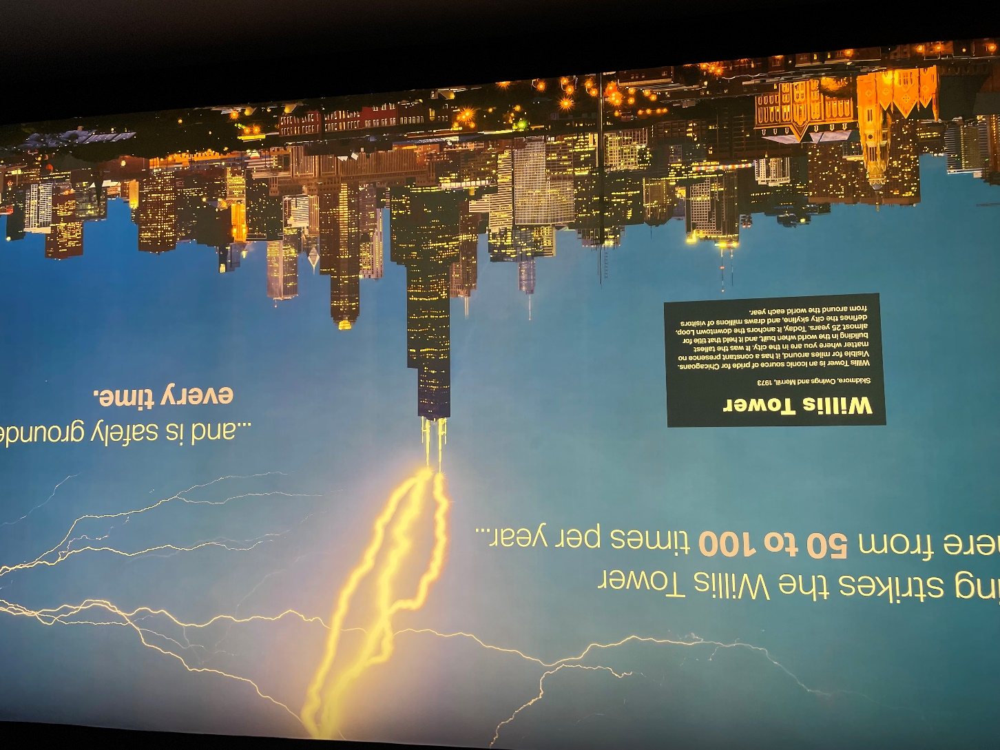 ing strikes the Willis Tower
ere from 50 to 100 times per year...
...and is safely grounde
every time.
Willis Tower
Skidmore, Owings and Merrill, 1973
Willis Tower is an iconic source of pride for Chicagoans.
Visible for miles around, it has a constant presence no
matter where you are in the city. It was the tallest
building in the world when built, and it held that title for
almost 25 years. Today, it anchors the downtown Loop,
defines the city skyline, and draws millions of visitors
from around the world each year.